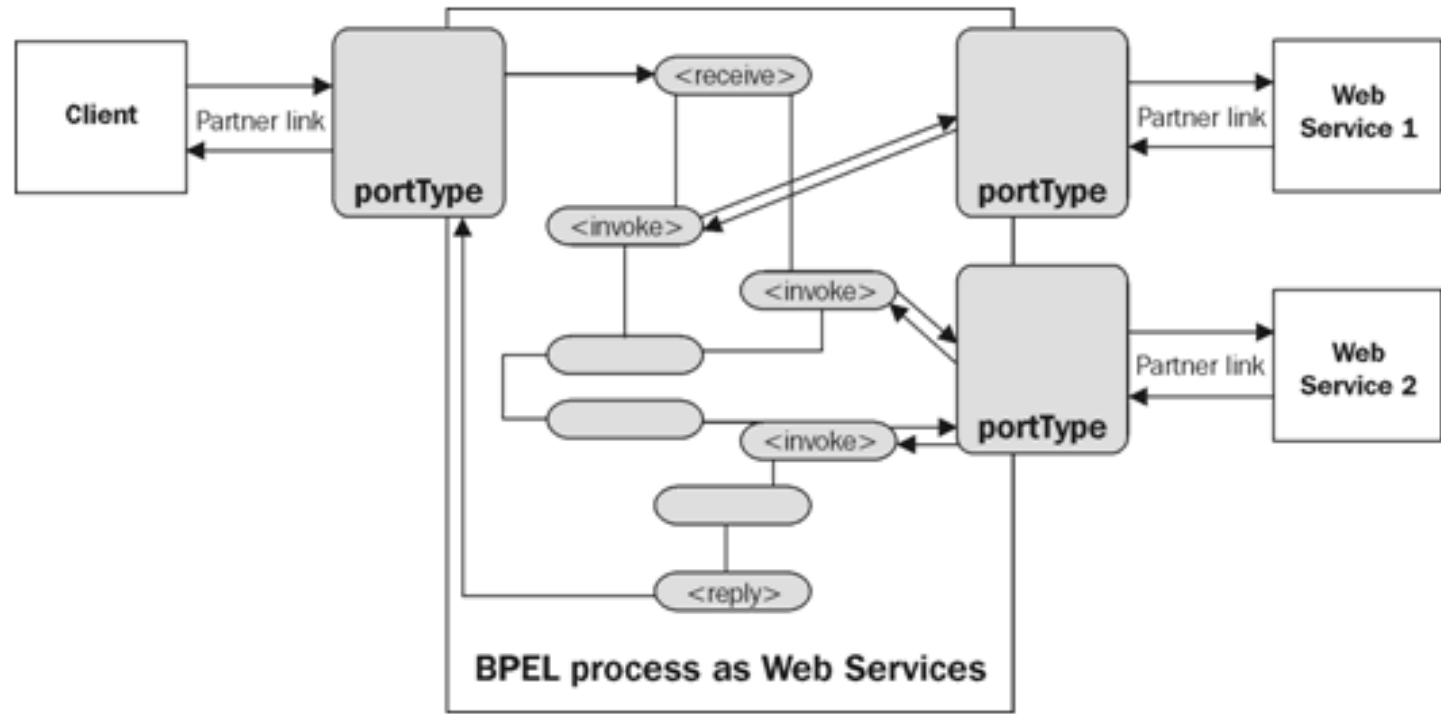 <receive>
Client
Partner link
portType
Partner link
Web
Service 1
portType
<invoke>
<invoke>
Partner link
Web
Service 2
portType
<invoke>
<reply>
BPEL process as Web Services